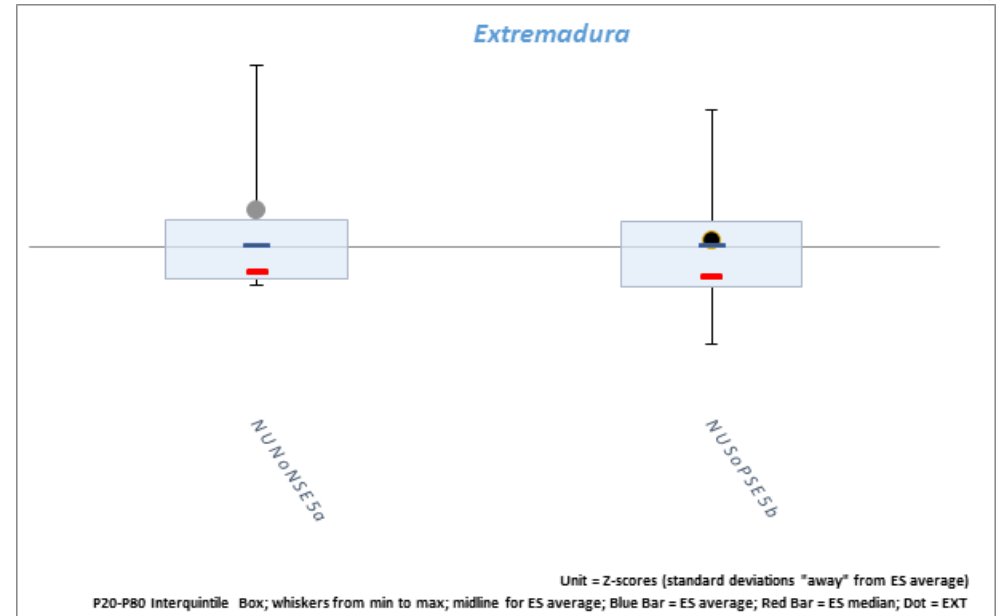 Extremadura
NUNoNSE5a
NUSoPSE5b
Unit = Z-scores (standard deviations "away" from ES average)
P20-P80 Interquintile Box; whiskers from min to max; midline for ES average; Blue Bar = ES average; Red Bar = ES median; Dot = EXT